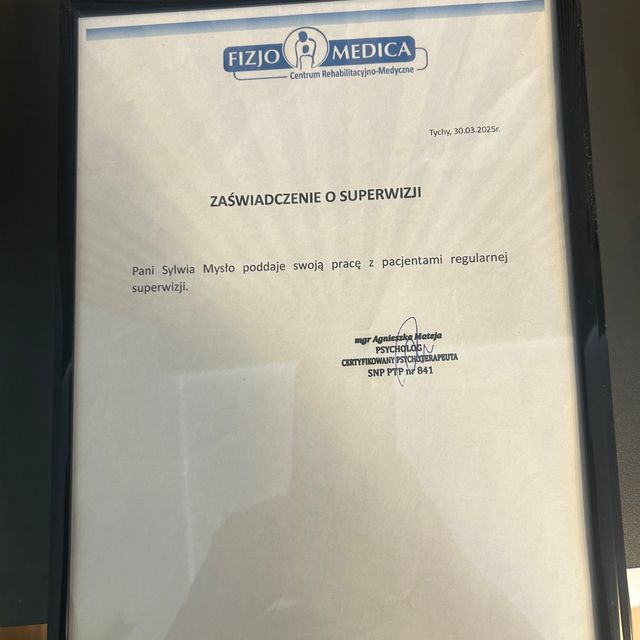 FIZJO MEDICA
Centrum Rehabilitacyjno-Medyczne
Tychy, 30.03.2025r.
ZAŚWIADCZENIE O SUPERWIZJI
Pani Sylwia Mysło poddaje swoją pracę z pacjentami regularnej
superwizji.
mgr Agnieszka Mateja
PSYCHOLOG
CERTYFIKOWANY PSYCHOTERAPEUTA
SNP PTP nr 841